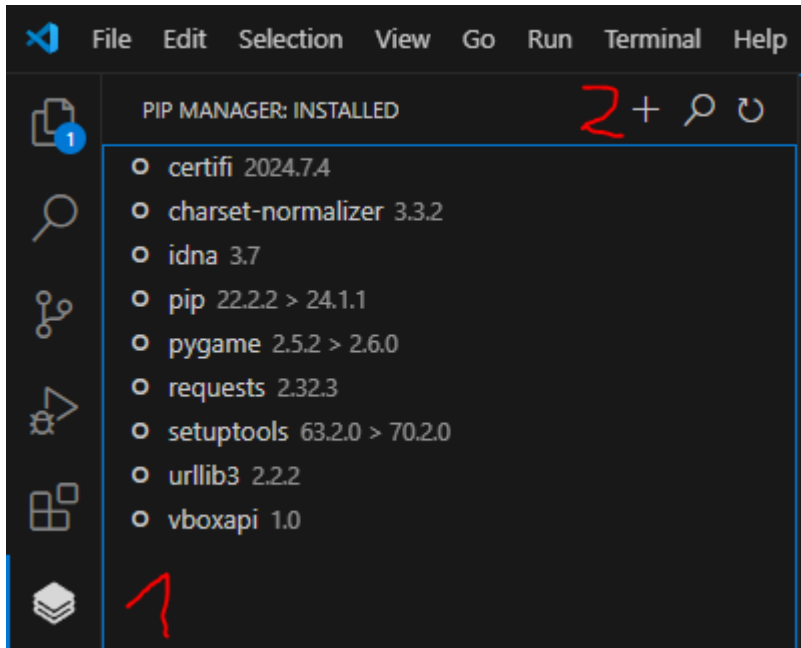 File Edit Selection View Go Run Terminal Help
1
PIP MANAGER: INSTALLED 2
certifi 2024.7.4
charset-normalizer 3.3.2
idna 3.7
pip 22.2.2 > 24.1.1
pygame 2.5.2 > 2.6.0
requests 2.32.3
setuptools 63.2.0 > 70.2.0
urllib3 2.2.2
vboxapi 1.0
1